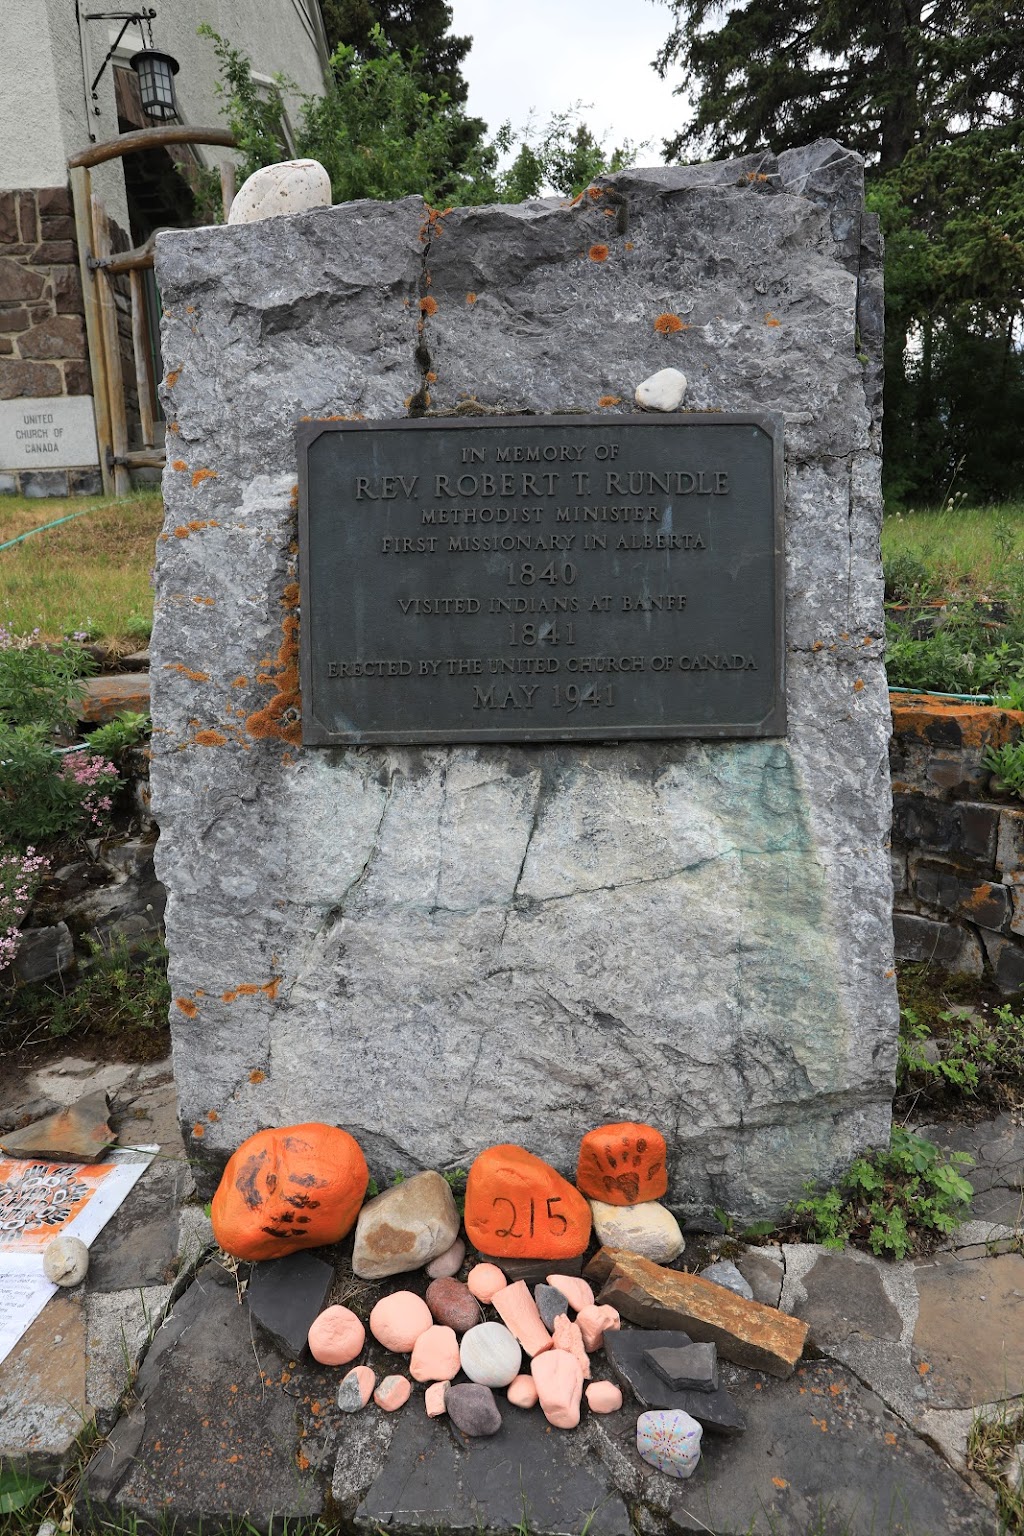 UNITED
CHURCH OF
CANADA
IN MEMORY OF
REV. ROBERT T. RUNDLE
METHODIST MINISTER
FIRST MISSIONARY IN ALBERTA
1840
VISITED INDIANS AT BANFF
1841
ERECTED BY THE UNITED CHURCH OF CANADA
MAY 1941
215